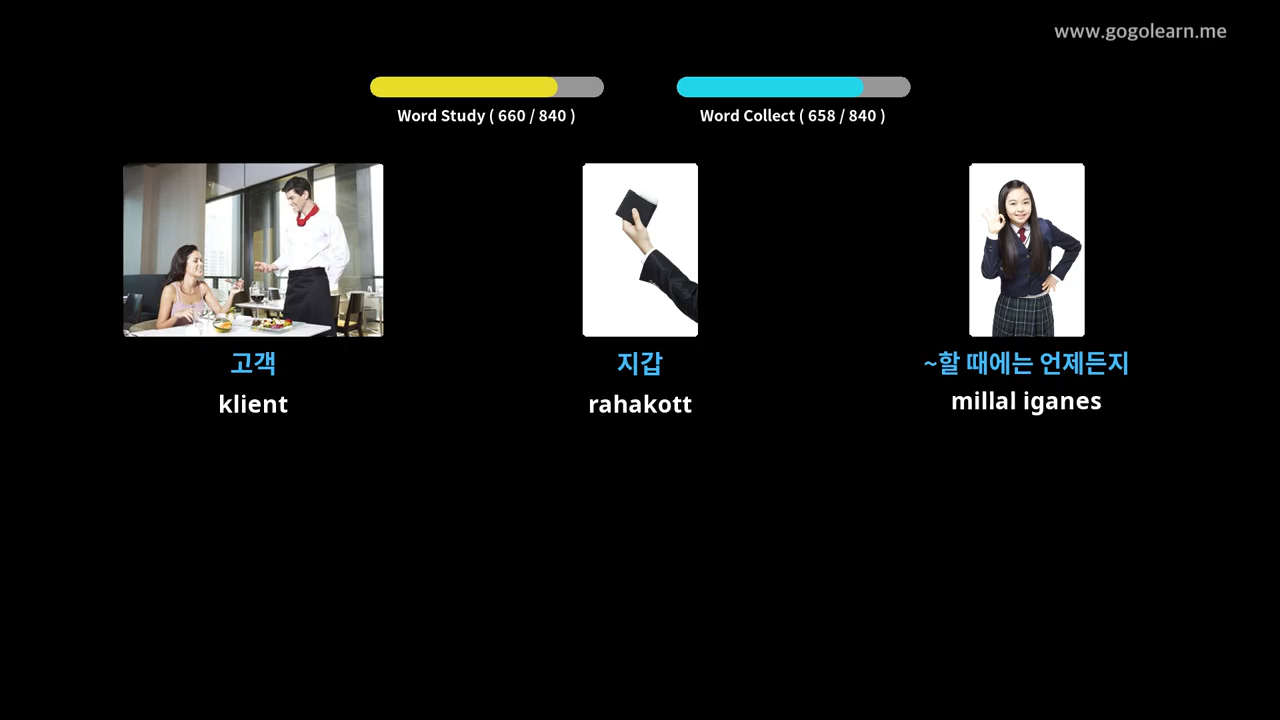 www.gogolearn.me
Word Study ( 660 / 840 )
Word Collect ( 658 / 840 )
고객
지갑
~할 때에는 언제든지
klient
rahakott
millal iganes